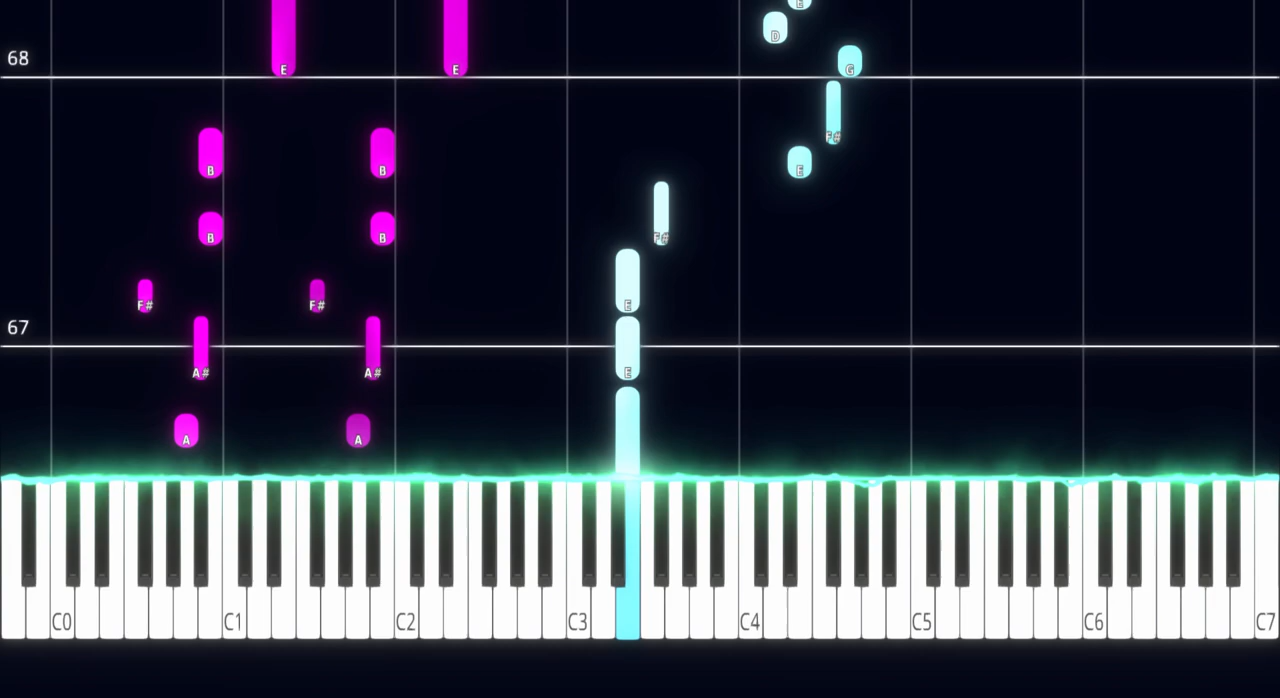 E
D
68
E E G
F#
B B E
F#
B B
F# F# E
67
A# A# E
A A
C0 C1 C2 C3 C4 C5 C6 C7